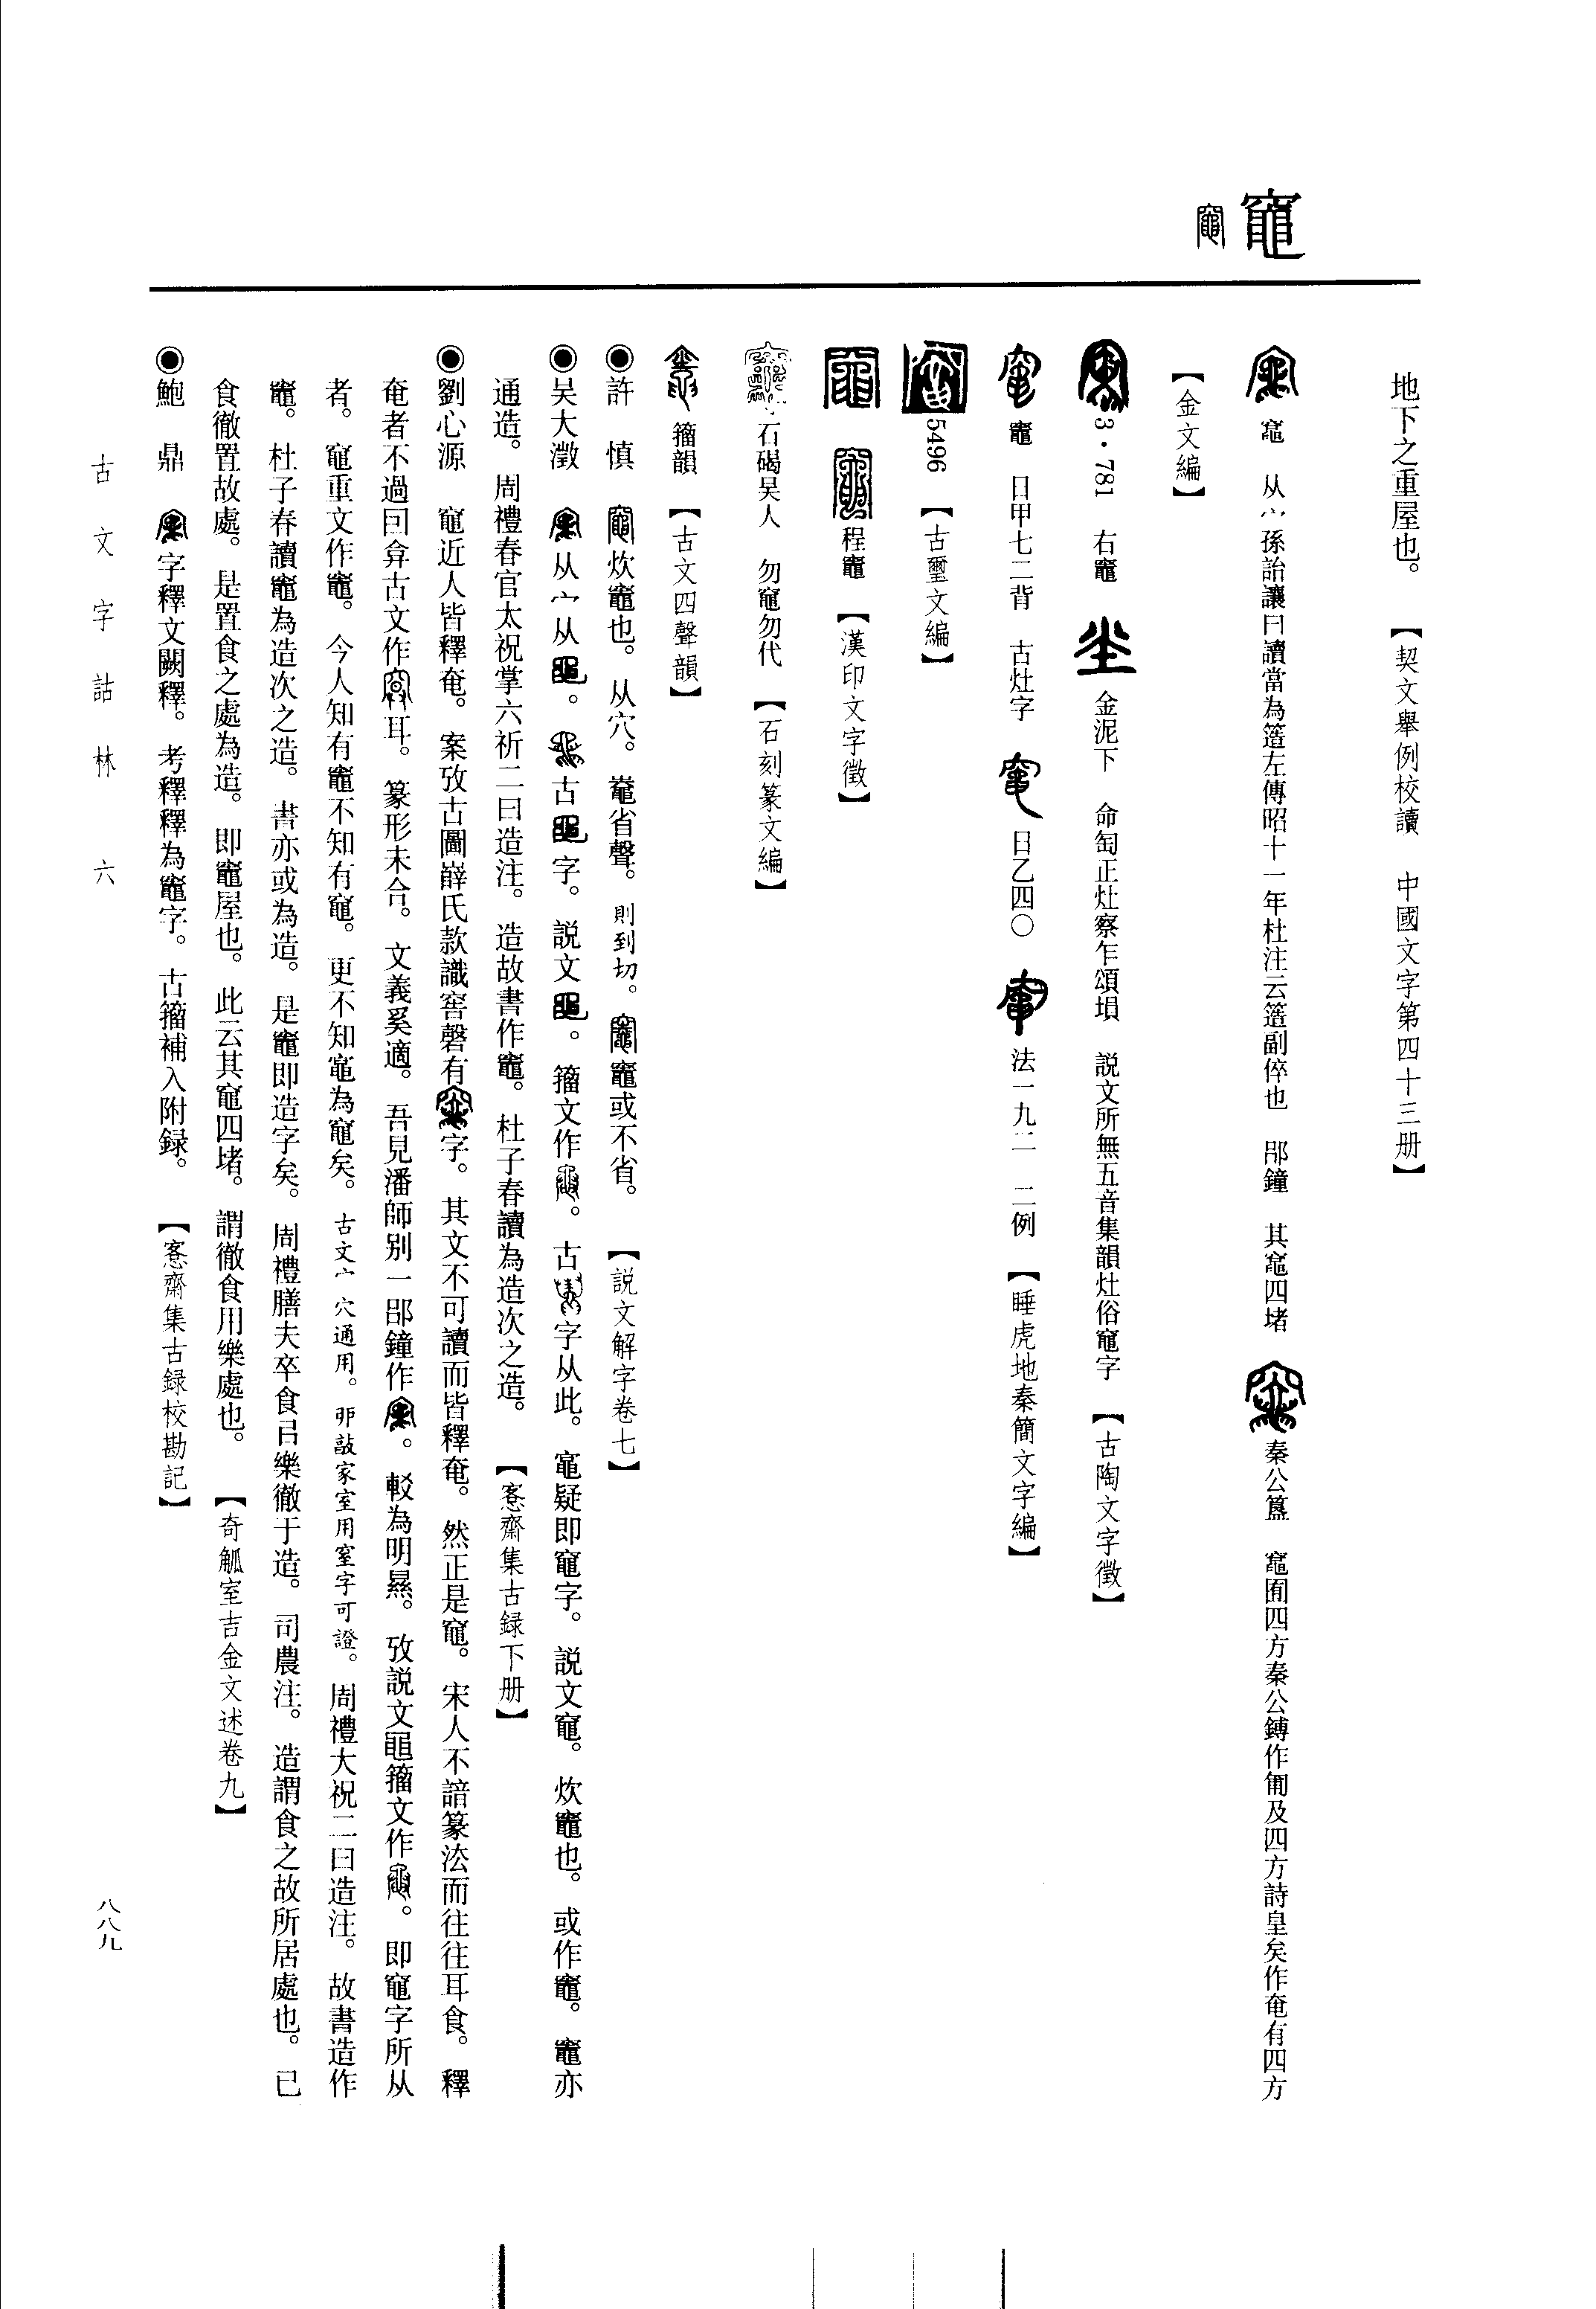 竈
地下之重屋也。 【契文舉例校讀 中國文字第四十三册】
竈 从宀孫詒讓曰讀當為簉左傳昭十一年杜注云簉副倅也 郘鐘 其竈四堵 秦公簋 竈囿四方秦公鎛作匍及四方詩皇矣作奄有四方
【金文編】
3·781 右竈 金泥下 命匋正灶察乍頌塤 説文所無五音集韻灶俗竈字 【古陶文字徵】
竈 日甲七二背 古灶字 日乙四〇 法一九二 二例 【睡虎地秦簡文字編】
5496 【古璽文編】
程竈 【漢印文字徵】
石碣吴人 勿竈勿代 【石刻篆文編】
籀韻 【古文四聲韻】
◉許 慎 炊竈也。从穴。鼀省聲。則到切。竈或不省。 【説文解字卷七】
◉吴大澂 从宀从黽。古黽字。説文黽。籀文作。古字从此。竈疑即竈字。説文竈。炊竈也。或作竈。竈亦
通造。周禮春官太祝掌六祈二曰造注。造故書作竈。杜子春讀為造次之造。 【愙齋集古録下册】
◉劉心源 竈近人皆釋奄。案攷古圖薛氏款識窖磬有字。其文不可讀而皆釋奄。然正是竈。宋人不諳篆法而往往耳食。釋
奄者不過曰弇古文作耳。篆形未合。文義奚適。吾見潘師別一郘鐘作。較為明㬎。攷説文黽籀文作。即竈字所从
者。竈重文作竈。今人知有竈不知有竈。更不知竈為竈矣。古文宀穴通用。𠨘敲家室用窒字可證。周禮大祝二曰造注。故書造作
竈。杜子春讀竈為造次之造。書亦或為造。是竈即造字矣。周禮膳夫卒食㠯樂徹于造。司農注。造謂食之故所居處也。已
食徹置故處。是置食之處為造。即竈屋也。此云其竈四堵。謂徹食用樂處也。 【奇觚室吉金文述卷九】
◉鮑 鼎 字釋文闕釋。考釋釋為竈字。古籀補入附録。 【愙齋集古録校勘記】
古文字詁林 六
八八九